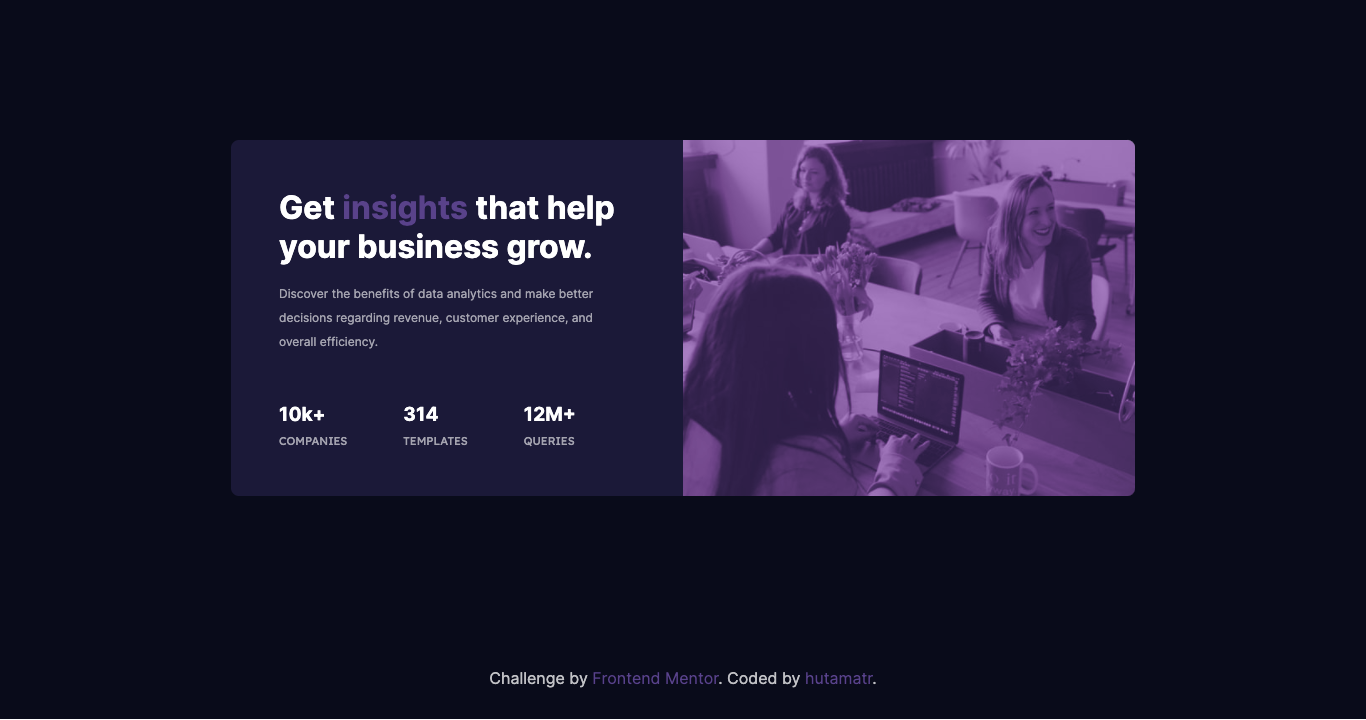 Get insights that help
your business grow.
Discover the benefits of data analytics and make better
decisions regarding revenue, customer experience, and
overall efficiency.
10k+ 314 12M+
COMPANIES TEMPLATES QUERIES
Challenge by Frontend Mentor. Coded by hutamatr.